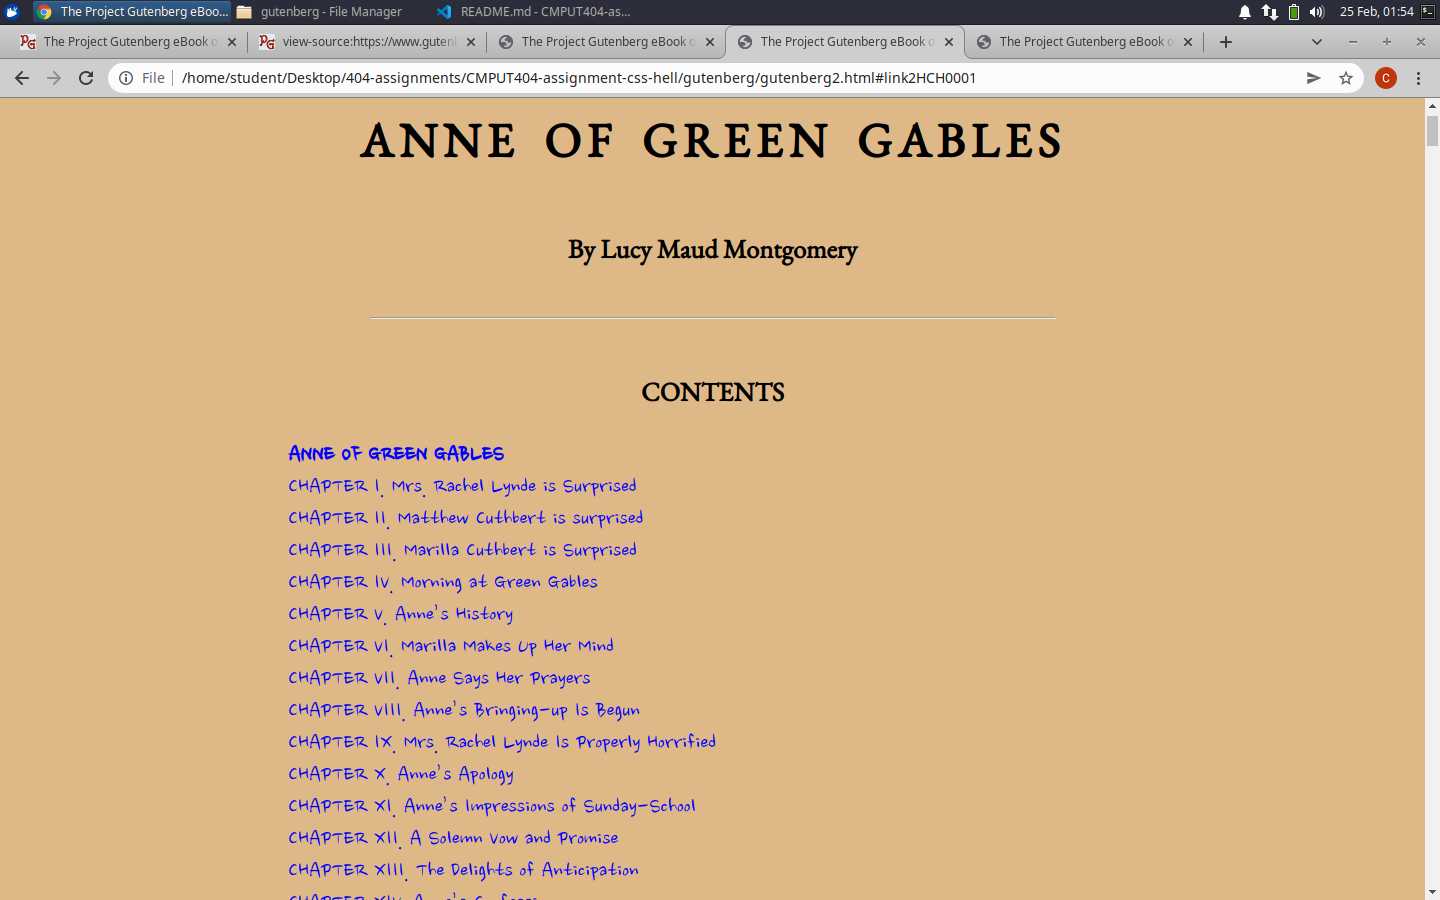 The Project Gutenberg eBoo...
gutenberg - File Manager
README.md - CMPUT404-as...
25 Feb, 01:54
The Project Gutenberg eBook o
view-source:https://www.gutenb
The Project Gutenberg eBook o
The Project Gutenberg eBook o
The Project Gutenberg eBook o
File
/home/student/Desktop/404-assignments/CMPUT404-assignment-css-hell/gutenberg/gutenberg2.html#link2HCH0001
C
ANNE OF GREEN GABLES
By Lucy Maud Montgomery
CONTENTS
ANNE OF GREEN GABLES
CHAPTER I. Mrs. Rachel Lynde is Surprised
CHAPTER II. Matthew Cuthbert is surprised
CHAPTER III. Marilla Cuthbert is Surprised
CHAPTER IV. Morning at Green Gables
CHAPTER V. Anne's History
CHAPTER VI. Marilla Makes Up Her Mind
CHAPTER VII. Anne Says Her Prayers
CHAPTER VIII. Anne's Bringing-up Is Begun
CHAPTER IX. Mrs. Rachel Lynde Is Properly Horrified
CHAPTER X. Anne's Apology
CHAPTER XI. Anne's Impressions of Sunday-School
CHAPTER XII. A Solemn Vow and Promise
CHAPTER XIII. The Delights of Anticipation